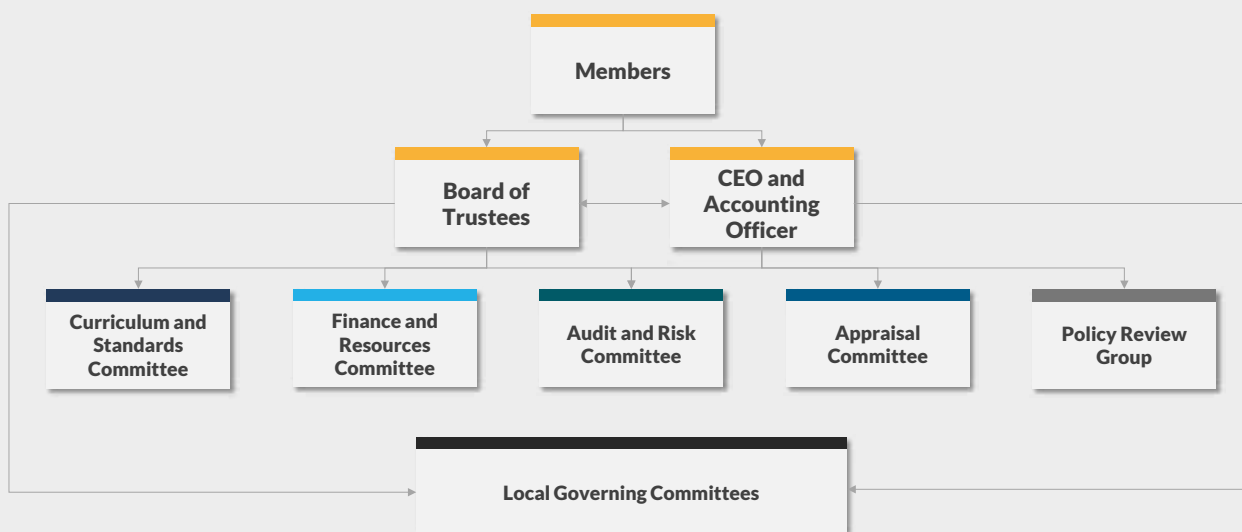 Members
Board of
Trustees
CEO and
Accounting
Officer
Curriculum and
Standards
Committee
Finance and
Resources
Committee
Audit and Risk
Committee
Appraisal
Committee
Policy Review
Group
Local Governing Committees